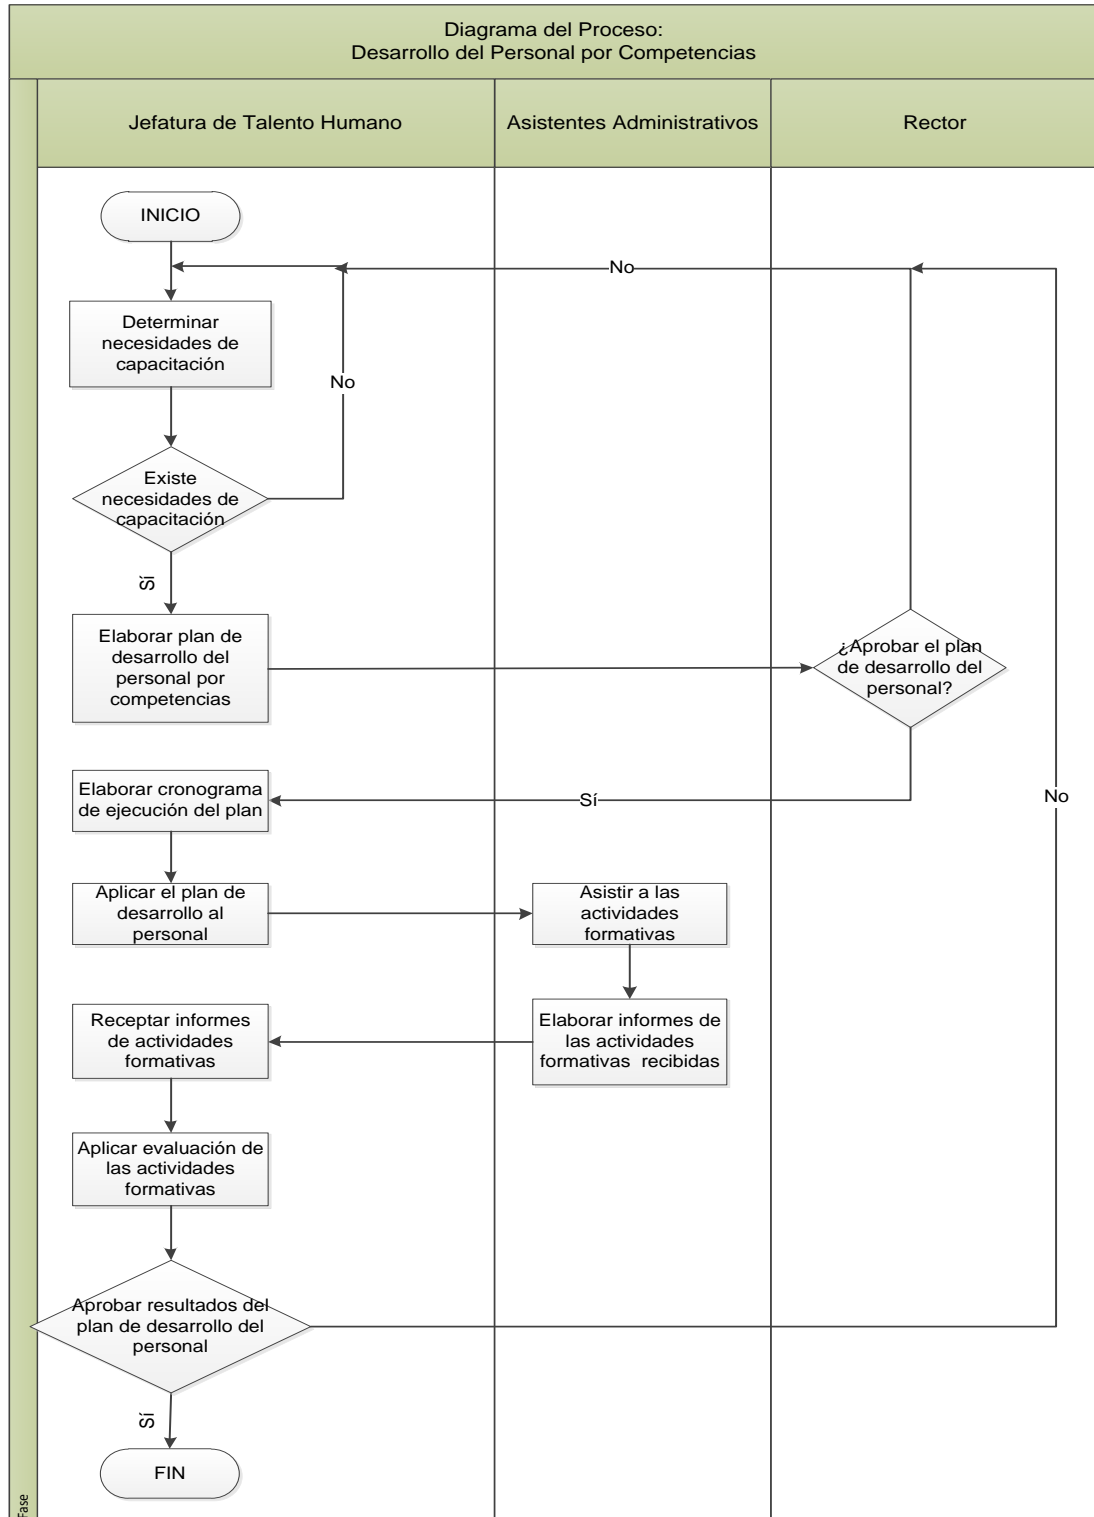 Diagrama del Proceso:
Desarrollo del Personal por Competencias
Jefatura de Talento Humano
Asistentes Administrativos
Rector
INICIO
No
Determinar
necesidades de
capacitación
No
Existe
necesidades de
capacitación
Sí
Elaborar plan de
desarrollo del
personal por
competencias
¿Aprobar el plan
de desarrollo del
personal?
Elaborar cronograma
de ejecución del plan
Sí
No
Aplicar el plan de
desarrollo al
personal
Asistir a las
actividades
formativas
Receptar informes
de actividades
formativas
Elaborar informes de
las actividades
formativas recibidas
Aplicar evaluación de
las actividades
formativas
Aprobar resultados del
plan de desarrollo del
personal
Sí
FIN
Fase